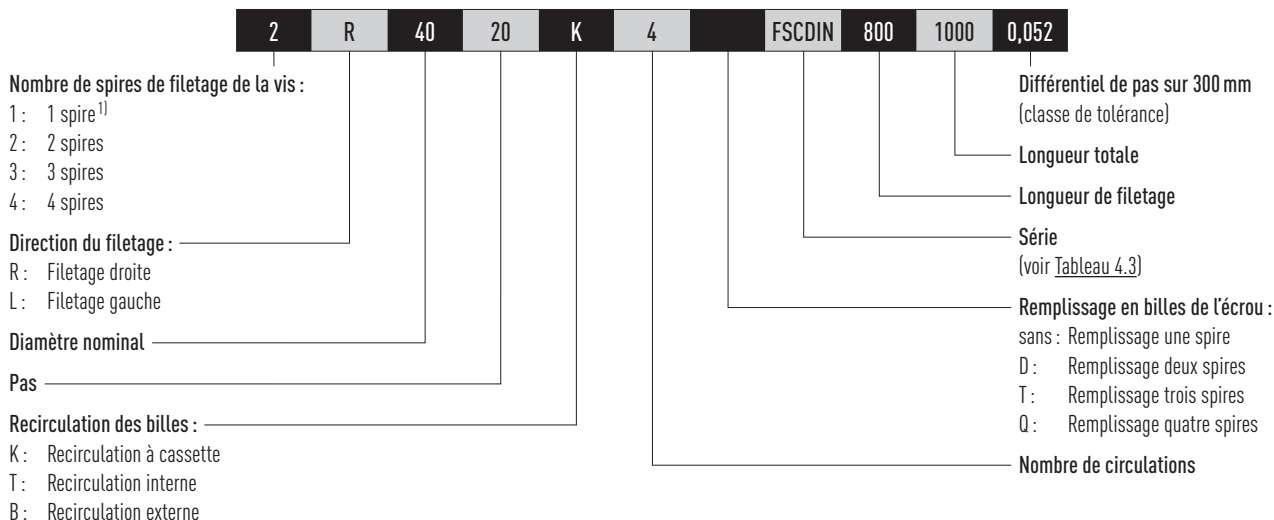 2 R 40 20 K 4 FSCDIN 800 1000 0,052
Nombre de spires de filetage de la vis :
1 : 1 spire1)
2 : 2 spires
3 : 3 spires
4 : 4 spires
Direction du filetage :
R : Filetage droite
L : Filetage gauche
Diamètre nominal
Pas
Recirculation des billes :
K : Recirculation à cassette
T : Recirculation interne
B : Recirculation externe
Différentiel de pas sur 300 mm
(classe de tolérance)
Longueur totale
Longueur de filetage
Série
(voir Tableau 4.3)
Remplissage en billes de l'écrou :
sans : Remplissage une spire
D : Remplissage deux spires
T : Remplissage trois spires
Q : Remplissage quatre spires
Nombre de circulations